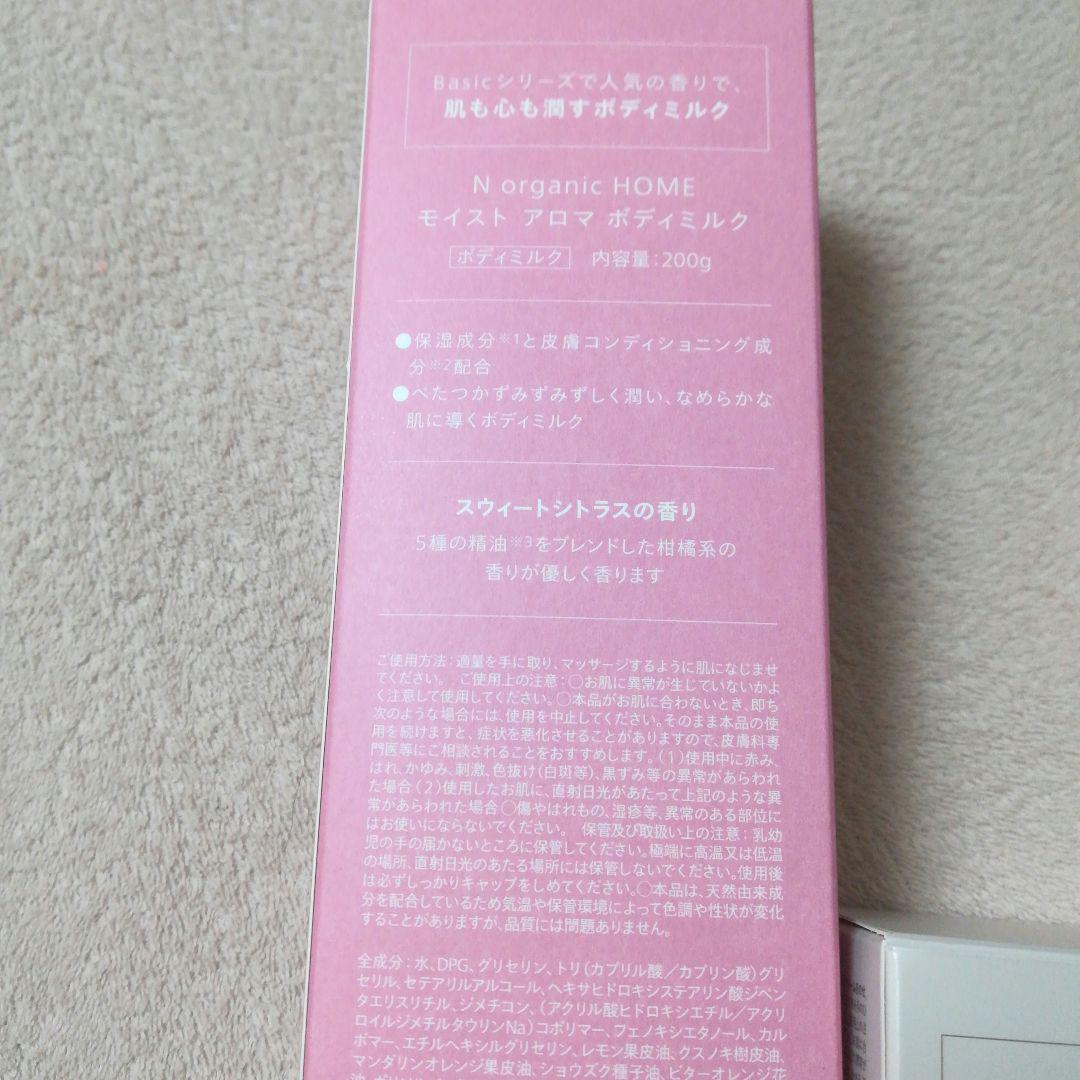 Basicシリーズで人気の香りで、
肌も心も潤すボディミルク
N organic HOME
モイスト アロマ ボディミルク
ボディミルク 内容量:200g
●保湿成分※1と皮膚コンディショニング成
分※2配合
●べたつかずみずみずしく潤い、なめらかな
肌に導くボディミルク
スウィートシトラスの香り
5種の精油※3をブレンドした柑橘系の
香りが優しく香ります
ご使用方法:適量を手に取り、マッサージするように肌になじませ
てください。 ご使用上の注意:○お肌に異常が生じていないかよ
く注意して使用してください。○本品がお肌に合わないとき、即ち
次のような場合には、使用を中止してください。そのまま本品の使
用を続けますと、症状を悪化させることがありますので、皮膚科専
門医等にご相談されることをおすすめします。(1)使用中に赤み、
はれ、かゆみ、刺激、色抜け(白斑等)、黒ずみ等の異常があらわれ
た場合(2)使用したお肌に、直射日光があたって上記のような異
常があらわれた場合○傷やはれもの、湿疹等、異常のある部位に
はお使いにならないでください。 保管及び取扱い上の注意:乳幼
児の手の届かないところに保管してください。極端に高温又は低温
の場所、直射日光のあたる場所には保管しないでください。使用後
は必ずしっかりキャップをしめてください。○本品は、天然由来成
分を配合しているため気温や保管環境によって色調や性状が変化
することがありますが、品質には問題ありません。
全成分:水、DPG、グリセリン、トリ(カプリル酸/カプリン酸)グリ
セリル、セテアリルアルコール、ヘキサヒドロキシステアリン酸ジペン
タエリスリチル、ジメチコン、(アクリル酸ヒドロキシエチル/アクリ
ロイルジメチルタウリンNa)コポリマー、フェノキシエタノール、カル
ボマー、エチルヘキシルグリセリン、レモン果皮油、クスノキ樹皮油、
マンダリンオレンジ果皮油、ショウズク種子油、ビターオレンジ花